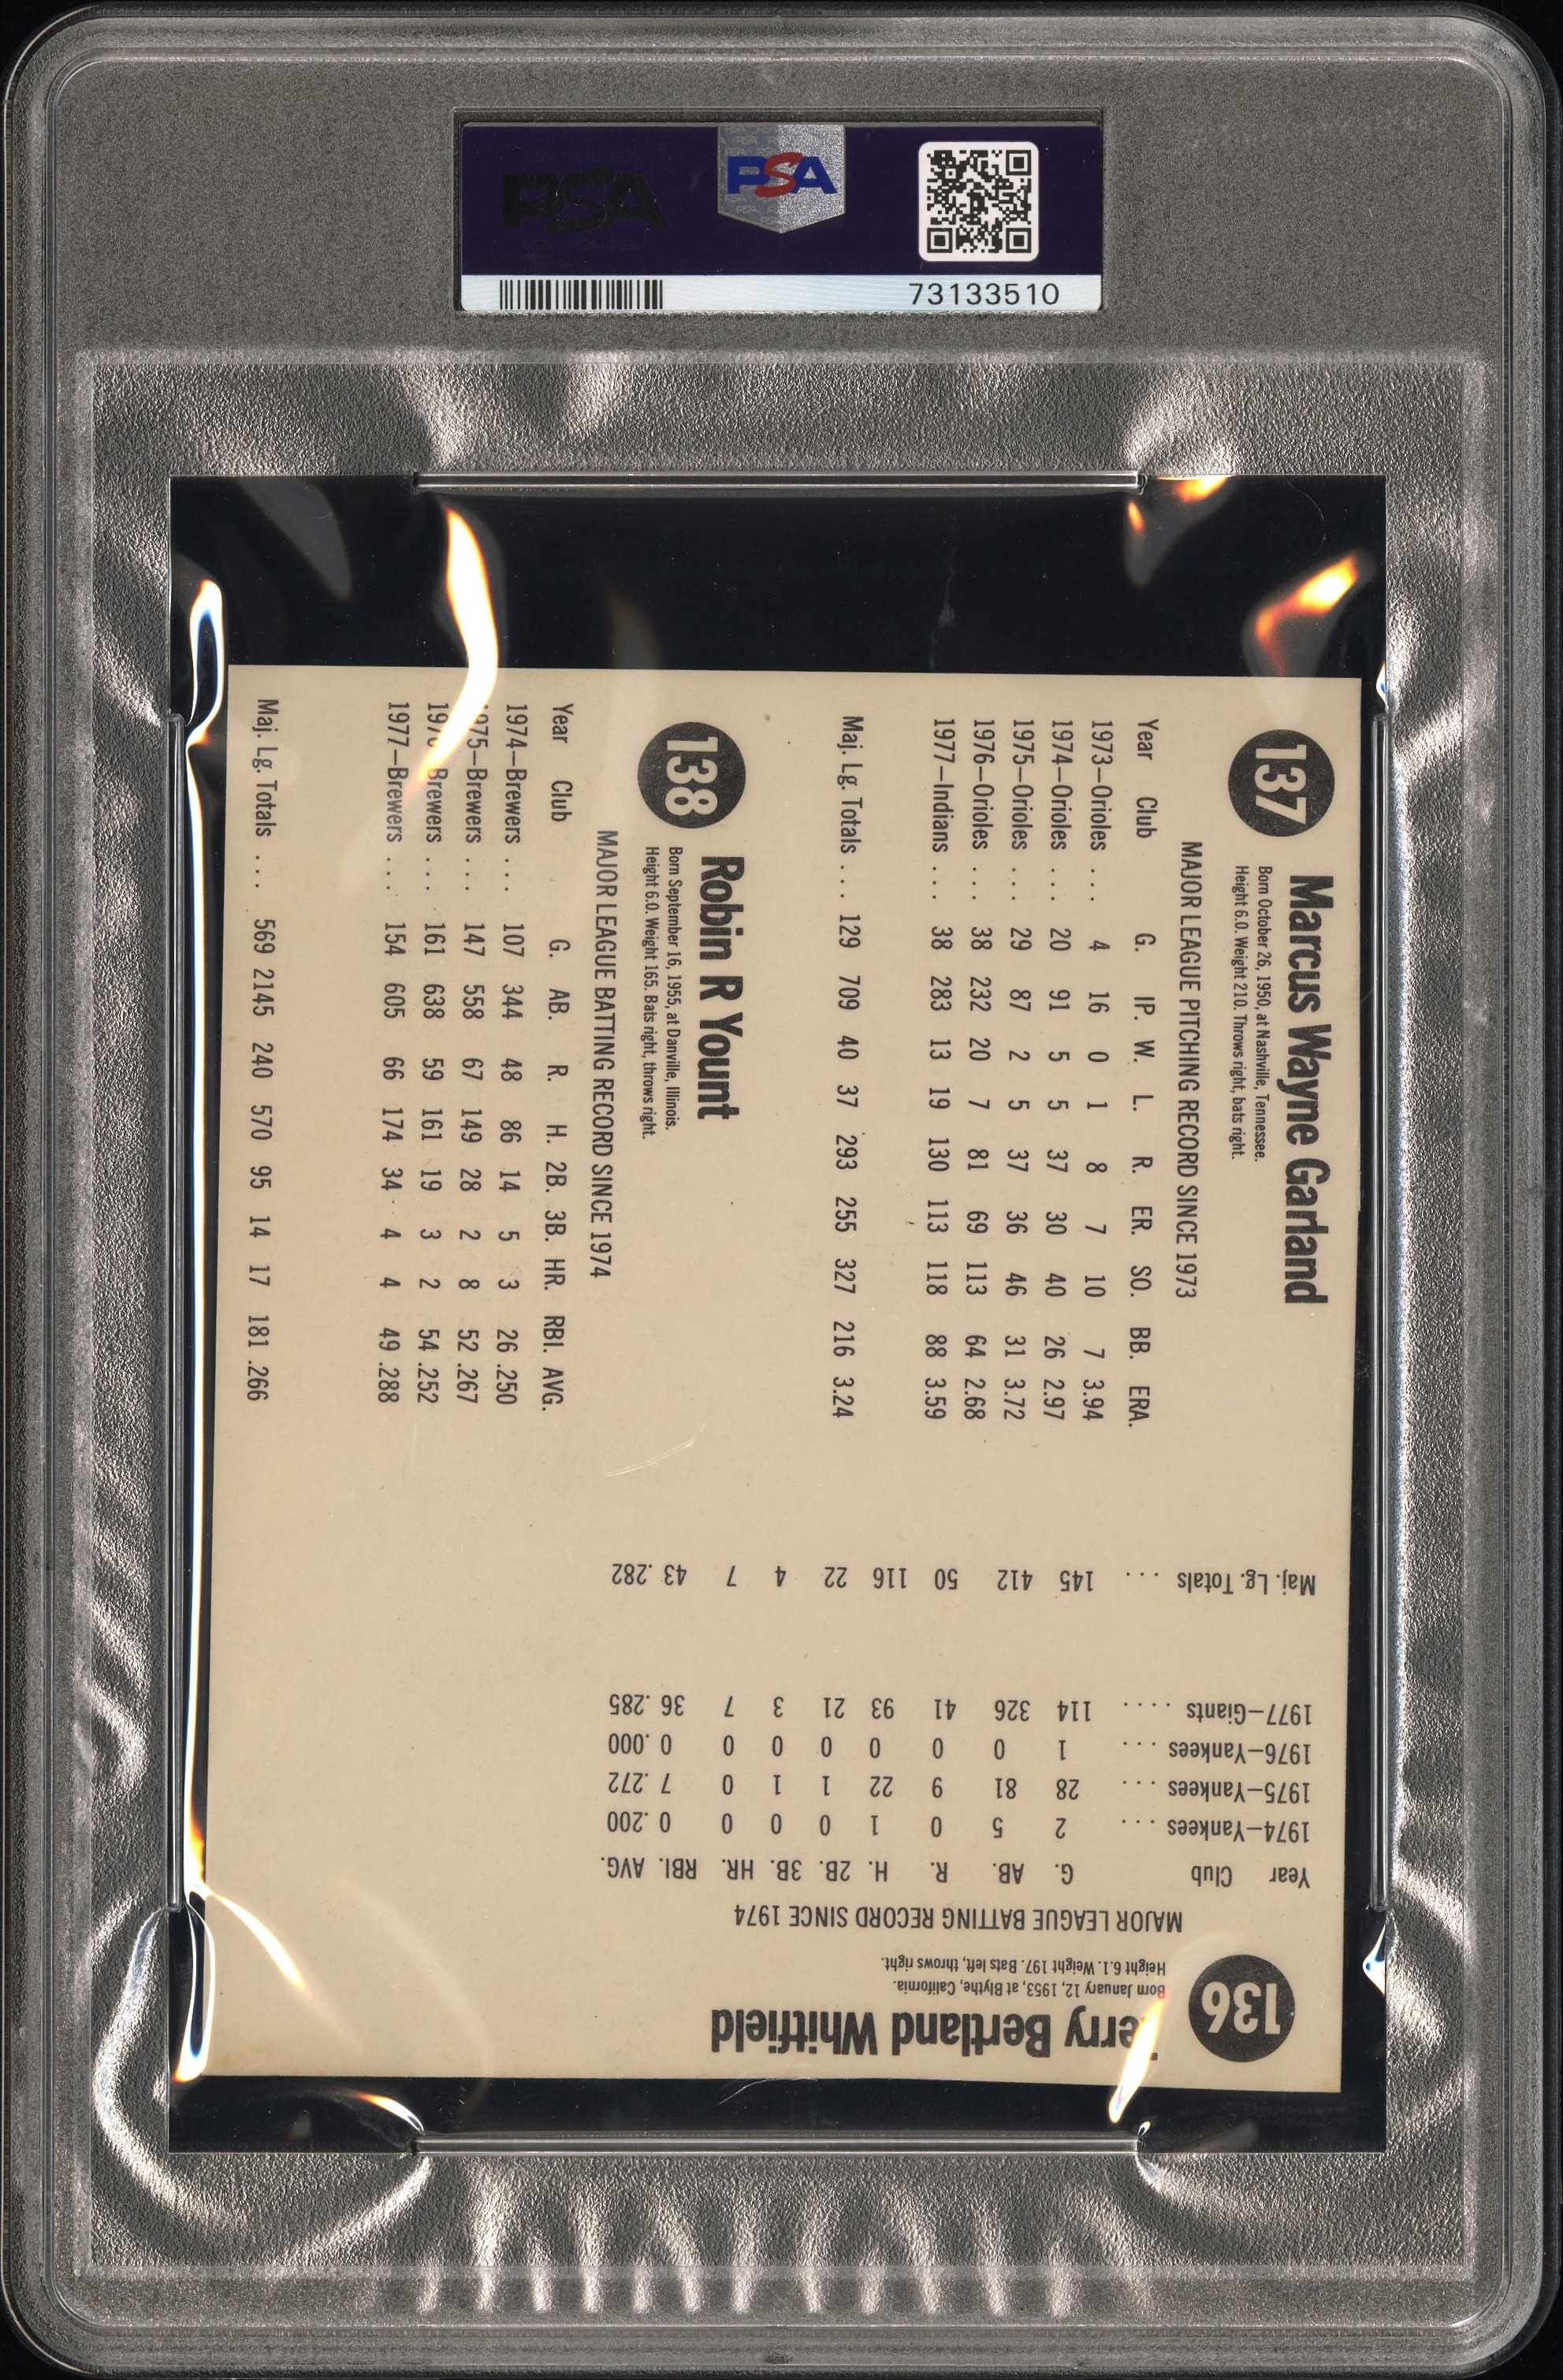 PSA
PSA
73133510
137
Marcus Wayne Garland
Born October 26, 1950, at Nashville, Tennessee.
Height 6.0. Weight 210. Throws right, bats right.
MAJOR LEAGUE PITCHING RECORD SINCE 1973
Year Club G. IP. W. L. R. ER. SO. BB. ERA.
1973—Orioles ... 4 16 0 1 8 7 10 7 3.94
1974—Orioles ... 20 91 5 5 37 30 40 26 2.97
1975—Orioles ... 29 87 2 5 37 36 46 31 3.72
1976—Orioles ... 38 232 20 7 81 69 113 64 2.68
1977—Indians ... 38 283 13 19 130 113 118 88 3.59
Maj. Lg. Totals ... 129 709 40 37 293 255 327 216 3.24
138
Robin R Yount
Born September 16, 1955, at Danville, Illinois.
Height 6.0. Weight 165. Bats right, throws right.
MAJOR LEAGUE BATTING RECORD SINCE 1974
Year Club G. AB. R. H. 2B. 3B. HR. RBI. AVG.
1974—Brewers ... 107 344 48 86 14 5 3 26 .250
1975—Brewers ... 147 558 67 149 28 2 8 52 .267
Brewers ... 161 638 59 161 19 3 2 54 .252
1977—Brewers ... 154 605 66 174 34 4 4 49 .288
Maj. Lg. Totals ... 569 2145 240 570 95 14 17 181 .266
136
Terry Bertland Whitfield
Born January 12, 1953, at Blythe, California.
Height 6.1. Weight 197. Bats left, throws right.
MAJOR LEAGUE BATTING RECORD SINCE 1974
Year Club G. AB. R. H. 2B. 3B. HR. RBI. AVG.
1974—Yankees ... 2 5 0 1 0 0 0 0 .200
1975—Yankees ... 28 81 9 22 1 1 0 7 .272
1976—Yankees ... 1 0 0 0 0 0 0 0 .000
1977—Giants .... 114 326 41 93 21 3 7 36 .285
Maj. Lg. Totals ... 145 412 50 116 22 4 7 43 .282